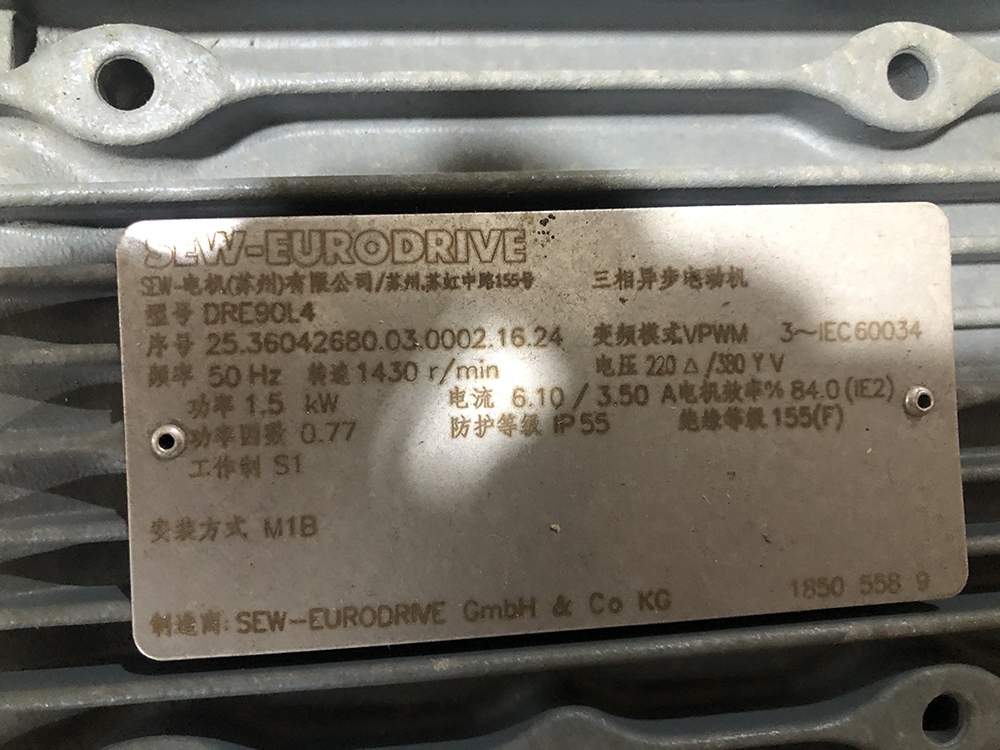 SEW-EURODRIVE
SEW-电机(苏州)有限公司/苏州,苏虹中路155号 三相异步电动机
型号 DRE90L4
序号 25.36042680.03.0002.16.24 变频模式VPWM 3～IEC60034
频率 50 Hz 转速 1430 r/min 电压 220 △/380 Y V
功率 1.5 kW 电流 6.10 / 3.50 A 电机效率% 84.0 (IE2)
功率因数 0.77 防护等级 IP 55 绝缘等级 155(F)
工作制 S1
安装方式 M1B
制造商: SEW-EURODRIVE GmbH & Co KG 1850 558 9